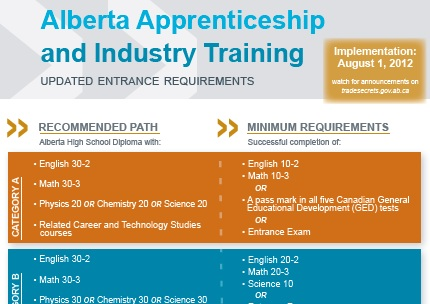 Alberta Apprenticeship
and Industry Training
UPDATED ENTRANCE REQUIREMENTS
Implementation:
August 1, 2012
watch for announcements on
tradesecrets.gov.ab.ca
RECOMMENDED PATH
Alberta High School Diploma with:
MINIMUM REQUIREMENTS
Successful completion of:
CATEGORY A
• English 30-2
• Math 30-3
• Physics 20 OR Chemistry 20 OR Science 20
• Related Career and Technology Studies
courses
• English 10-2
• Math 10-3
OR
• A pass mark in all five Canadian General
Educational Development (GED) tests
OR
• Entrance Exam
GORY B
• English 30-2
• Math 30-3
• Physics 30 OR Chemistry 30 OR Science 30
• English 20-2
• Math 20-3
• Science 10
OR